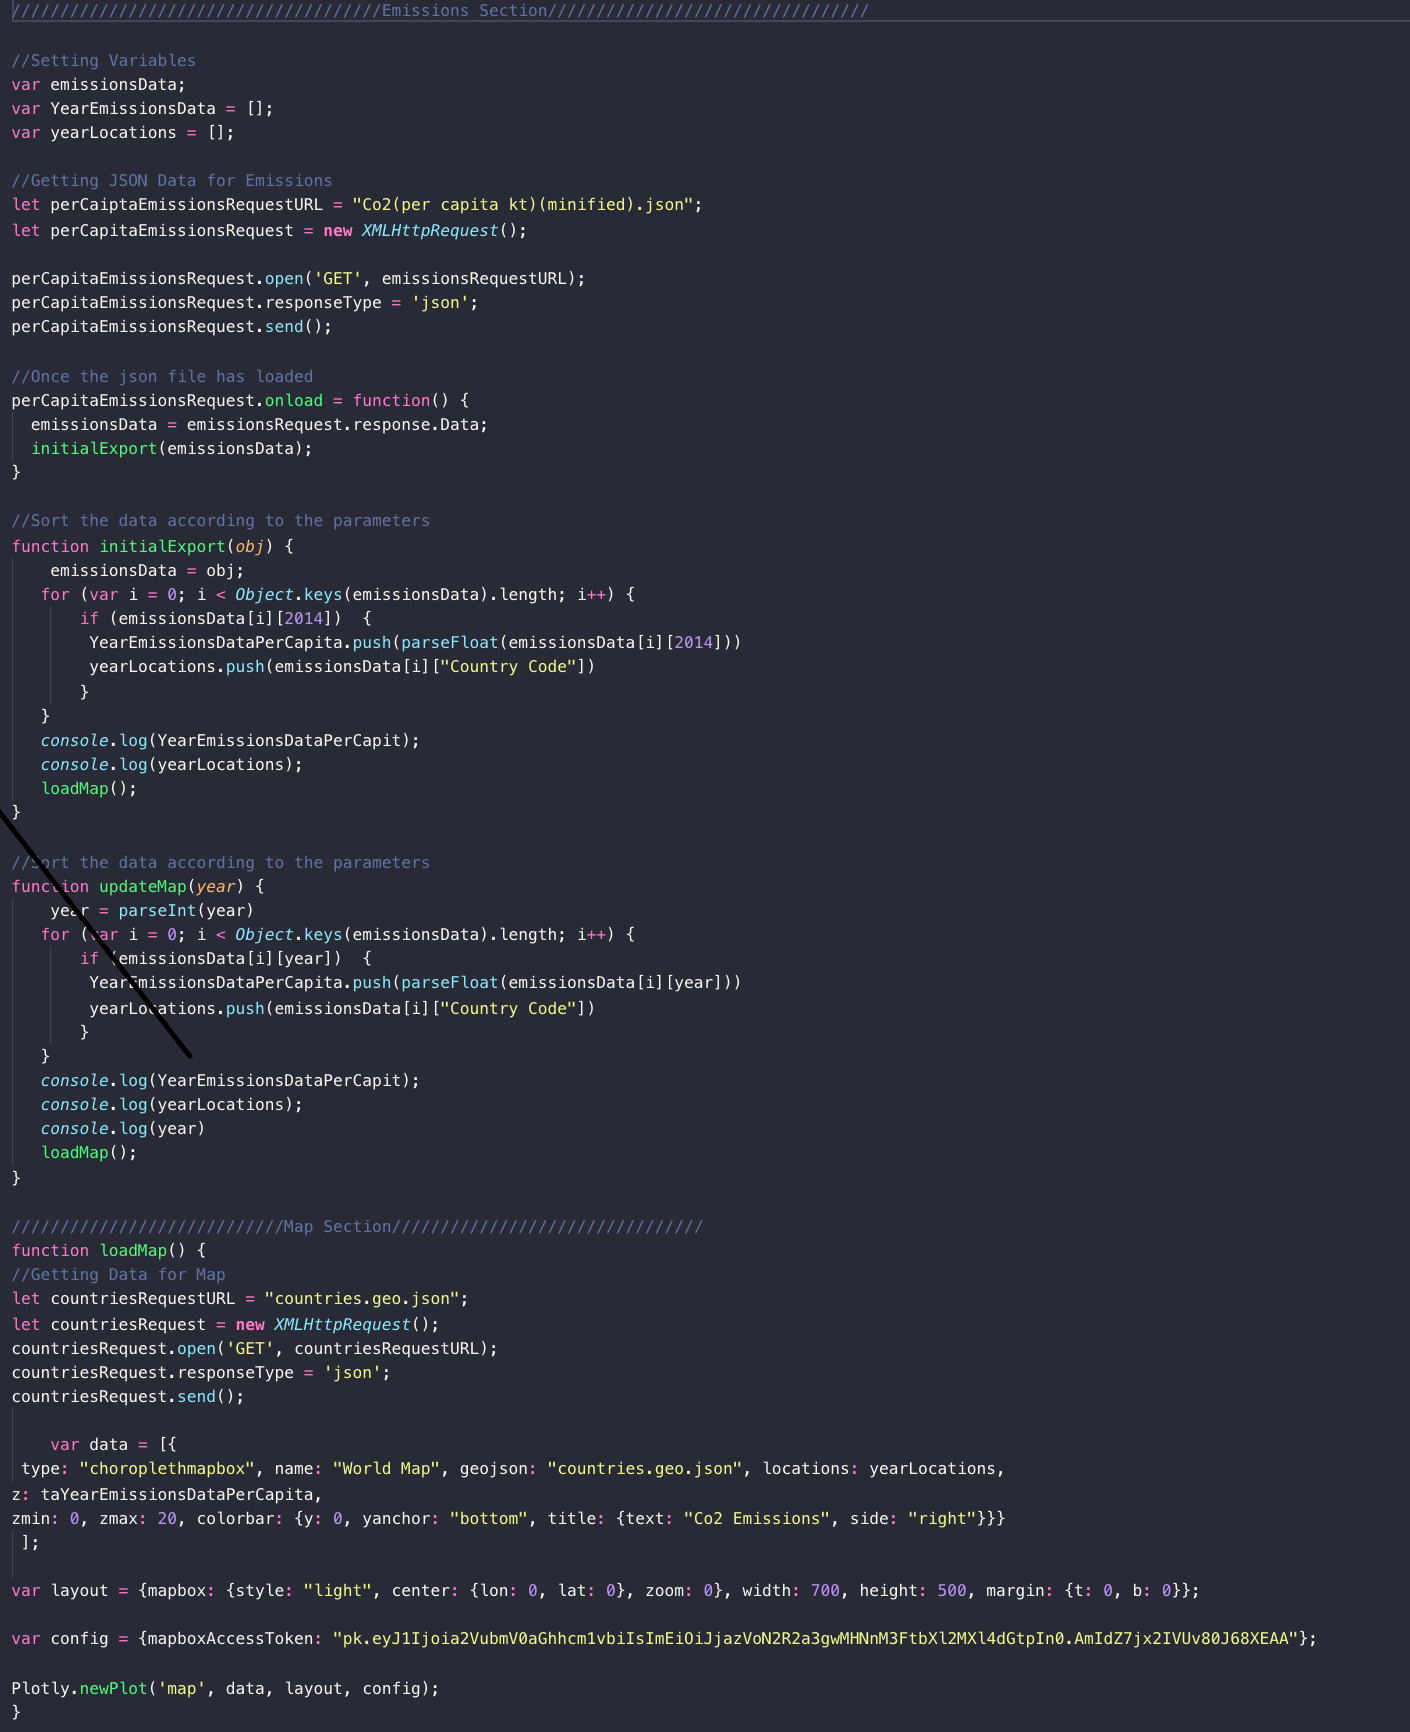 //////////////////////////////////////Emissions Section/////////////////////////////////
//Setting Variables
var emissionsData;
var YearEmissionsData = [];
var yearLocations = [];
//Getting JSON Data for Emissions
let perCaiptaEmissionsRequestURL = "Co2(per capita kt)(minified).json";
let perCapitaEmissionsRequest = new XMLHttpRequest();
perCapitaEmissionsRequest.open('GET', emissionsRequestURL);
perCapitaEmissionsRequest.responseType = 'json';
perCapitaEmissionsRequest.send();
//Once the json file has loaded
perCapitaEmissionsRequest.onload = function() {
emissionsData = emissionsRequest.response.Data;
initialExport(emissionsData);
}
//Sort the data according to the parameters
function initialExport(obj) {
emissionsData = obj;
for (var i = 0; i < Object.keys(emissionsData).length; i++) {
if (emissionsData[i][2014])  {
YearEmissionsDataPerCapita.push(parseFloat(emissionsData[i][2014]))
yearLocations.push(emissionsData[i]["Country Code"])
}
}
console.log(YearEmissionsDataPerCapit);
console.log(yearLocations);
loadMap();
}
//Sort the data according to the parameters
function updateMap(year) {
year = parseInt(year)
for (var i = 0; i < Object.keys(emissionsData).length; i++) {
if (emissionsData[i][year])  {
YearEmissionsDataPerCapita.push(parseFloat(emissionsData[i][year]))
yearLocations.push(emissionsData[i]["Country Code"])
}
}
console.log(YearEmissionsDataPerCapit);
console.log(yearLocations);
console.log(year)
loadMap();
}
////////////////////////////Map Section////////////////////////////////
function loadMap() {
//Getting Data for Map
let countriesRequestURL = "countries.geo.json";
let countriesRequest = new XMLHttpRequest();
countriesRequest.open('GET', countriesRequestURL);
countriesRequest.responseType = 'json';
countriesRequest.send();
var data = [{
type: "choroplethmapbox", name: "World Map", geojson: "countries.geo.json", locations: yearLocations,
z: taYearEmissionsDataPerCapita,
zmin: 0, zmax: 20, colorbar: {y: 0, yanchor: "bottom", title: {text: "Co2 Emissions", side: "right"}}}
];
var layout = {mapbox: {style: "light", center: {lon: 0, lat: 0}, zoom: 0}, width: 700, height: 500, margin: {t: 0, b: 0}};
var config = {mapboxAccessToken: "pk.eyJ1Ijoia2VubmV0aGhhcm1vbiIsImEiOiJjazVoN2R2a3gwMHNnM3FtbXl2MXl4dGtpIn0.AmIdZ7jx2IVUv80J68XEAA"};
Plotly.newPlot('map', data, layout, config);
}